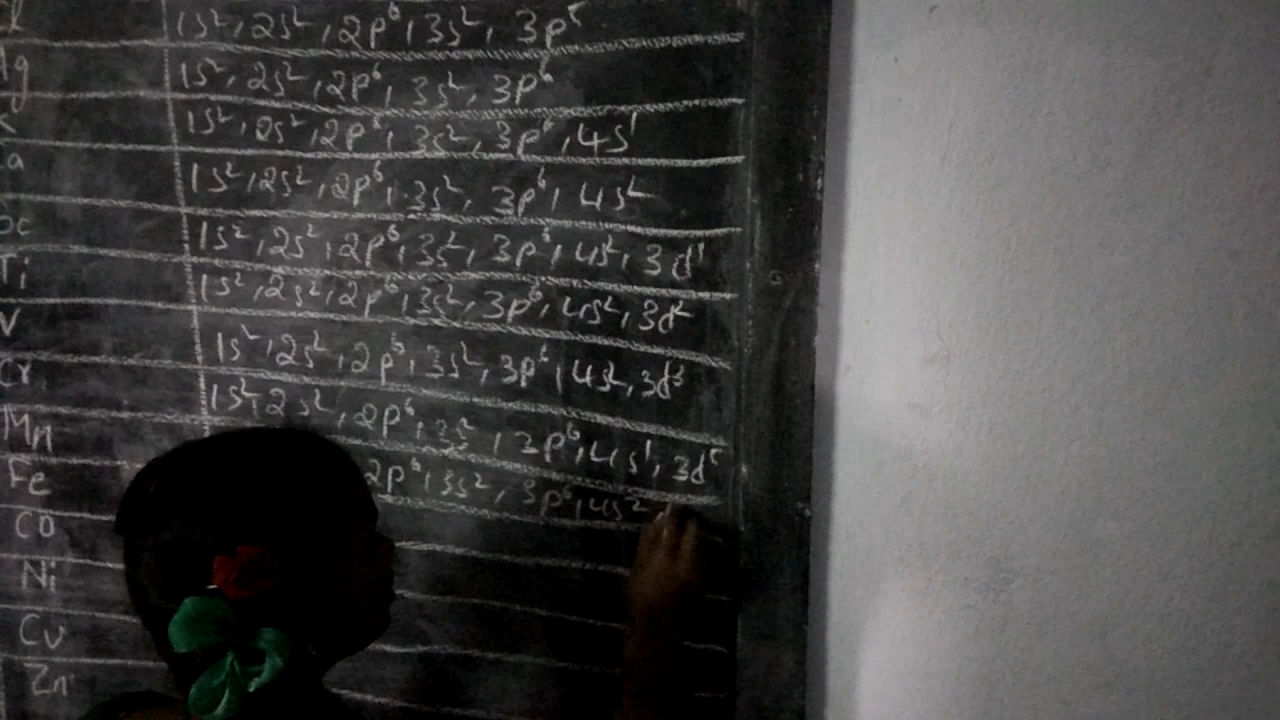 l 1s², 2s², 2p⁶, 3s², 3p⁵
Ag 1s², 2s², 2p⁶, 3s², 3p⁶
K 1s², 2s², 2p⁶, 3s², 3p⁶, 4s¹
Ca 1s², 2s², 2p⁶, 3s², 3p⁶, 4s²
Sc 1s², 2s², 2p⁶, 3s², 3p⁶, 4s², 3d¹
Ti 1s², 2s², 2p⁶, 3s², 3p⁶, 4s², 3d²
V 1s², 2s², 2p⁶, 3s², 3p⁶, 4s², 3d³
Cr 1s², 2s², 2p⁶, 3s², 3p⁶, 4s¹, 3d⁵
Mn 2p⁶, 3s², 3p⁶, 4s²,
Fe
CO
Ni
Cu
Zn